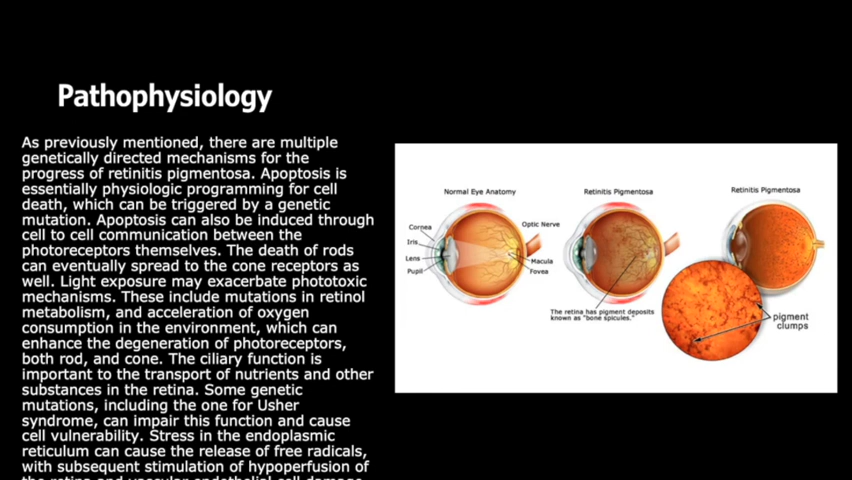 Pathophysiology
As previously mentioned, there are multiple
genetically directed mechanisms for the
progress of retinitis pigmentosa. Apoptosis is
essentially physiologic programming for cell
death, which can be triggered by a genetic
mutation. Apoptosis can also be induced through
cell to cell communication between the
photoreceptors themselves. The death of rods
can eventually spread to the cone receptors as
well. Light exposure may exacerbate phototoxic
mechanisms. These include mutations in retinol
metabolism, and acceleration of oxygen
consumption in the environment, which can
enhance the degeneration of photoreceptors,
both rod, and cone. The ciliary function is
important to the transport of nutrients and other
substances in the retina. Some genetic
mutations, including the one for Usher
syndrome, can impair this function and cause
cell vulnerability. Stress in the endoplasmic
reticulum can cause the release of free radicals,
with subsequent stimulation of hypoperfusion of
the retina and vascular endothelial cell damage
Normal Eye Anatomy
Cornea
Iris
Lens
Pupil
Optic Nerve
Macula
Fovea
Retinitis Pigmentosa
The retina has pigment deposits
known as "bone spicules."
Retinitis Pigmentosa
pigment
clumps